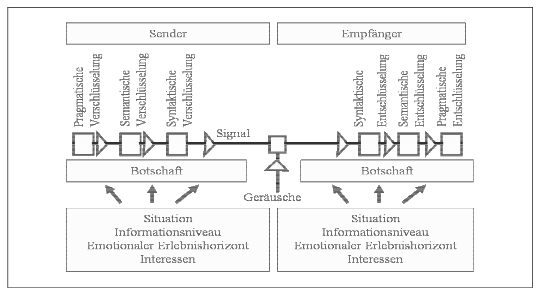 Sender
Empfänger
Pragmatische
Verschlüsselung
Semantische
Verschlüsselung
Syntaktische
Verschlüsselung
Signal
Syntaktische
Entschlüsselung
Semantische
Entschlüsselung
Pragmatische
Entschlüsselung
Botschaft
Geräusche
Botschaft
Situation
Informationsniveau
Emotionaler Erlebnishorizont
Interessen
Situation
Informationsniveau
Emotionaler Erlebnishorizont
Interessen